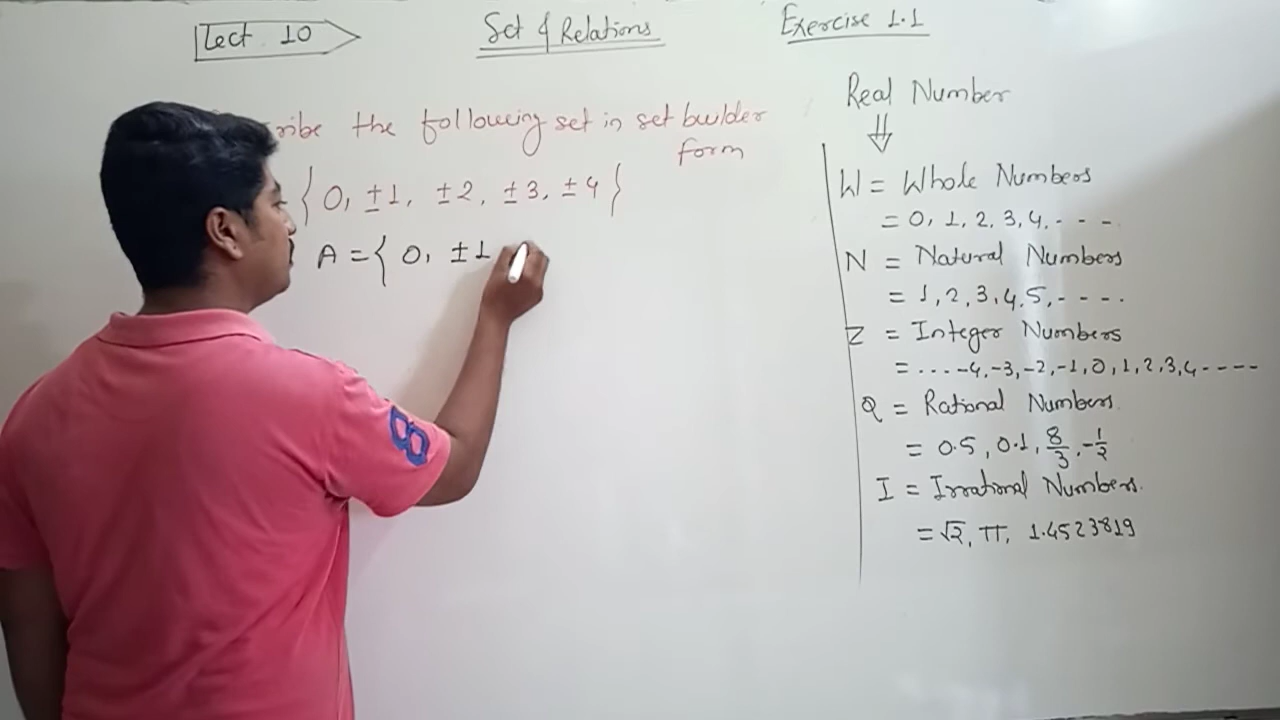 Lect 10
Set & Relations
Exercise 1.1
the following set in set builder
form
{ 0, ±1, ±2, ±3, ±4 }
A = { 0, ±1
Real Number
⇓
W = Whole Numbers
= 0, 1, 2, 3, 4, - - -
N = Natural Numbers
= 1, 2, 3, 4, 5, - - - -
Z = Integer Numbers
= .... -4, -3, -2, -1, 0, 1, 2, 3, 4 - - - -
Q = Rational Numbers
= 0.5, 0.1, 8/3, -1/2
I = Irrational Numbers.
= √2, π, 1.4523819
8